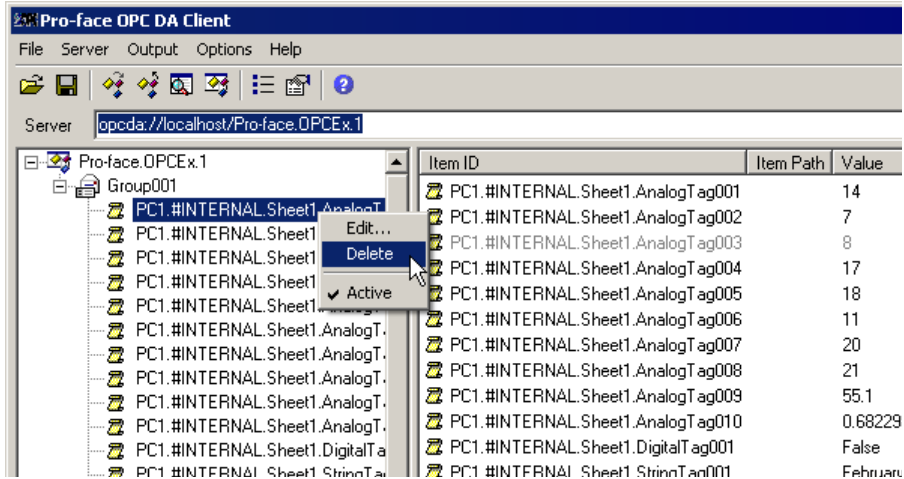 Pro-face OPC DA Client
File Server Output Options Help
Server opcda://localhost/Pro-face.OPCEx.1
Pro-face.OPCEx.1
Group001
PC1.#INTERNAL.Sheet1.AnalogT
PC1.#INTERNAL.Sheet1
PC1.#INTERNAL.Sheet1
PC1.#INTERNAL.Sheet1
PC1.#INTERNAL.Sheet1.
PC1.#INTERNAL.Sheet1.AnalogT
PC1.#INTERNAL.Sheet1.AnalogT
PC1.#INTERNAL.Sheet1.AnalogT
PC1.#INTERNAL.Sheet1.AnalogT
PC1.#INTERNAL.Sheet1.AnalogT
PC1.#INTERNAL.Sheet1.DigitalTa
PC1.#INTERNAL.Sheet1.StringTa
Edit...
Delete
Active
Item ID Item Path Value
PC1.#INTERNAL.Sheet1.AnalogTag001 14
PC1.#INTERNAL.Sheet1.AnalogTag002 7
PC1.#INTERNAL.Sheet1.AnalogTag003 8
PC1.#INTERNAL.Sheet1.AnalogTag004 17
PC1.#INTERNAL.Sheet1.AnalogTag005 18
PC1.#INTERNAL.Sheet1.AnalogTag006 11
PC1.#INTERNAL.Sheet1.AnalogTag007 20
PC1.#INTERNAL.Sheet1.AnalogTag008 21
PC1.#INTERNAL.Sheet1.AnalogTag009 55.1
PC1.#INTERNAL.Sheet1.AnalogTag010 0.68229
PC1.#INTERNAL.Sheet1.DigitalTag001 False
PC1.#INTERNAL.Sheet1.StringTag001 February